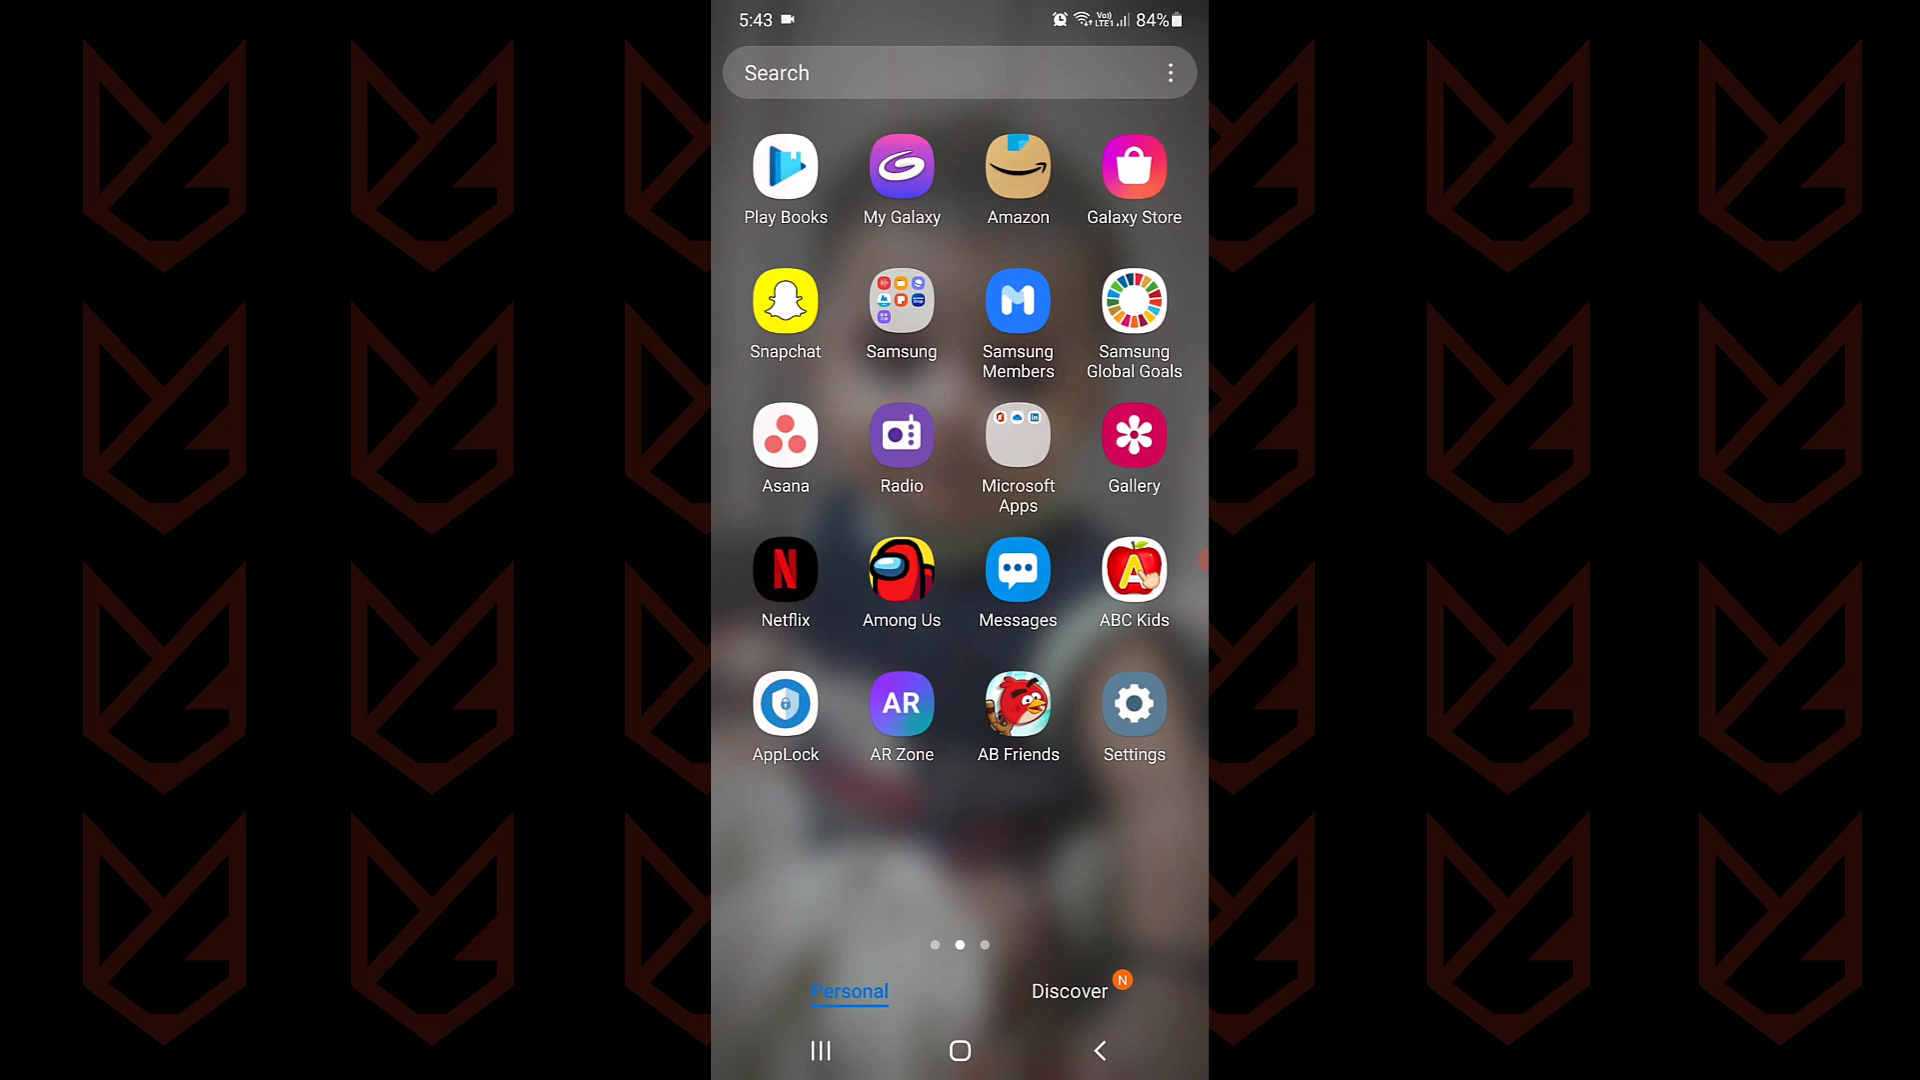 5:43
Vo)) LTE1 84%
Search
Play Books My Galaxy Amazon Galaxy Store
Snapchat Samsung Samsung Members Samsung Global Goals
Asana Radio Microsoft Apps Gallery
N
A
Netflix Among Us Messages ABC Kids
AR
AppLock AR Zone AB Friends Settings
Personal Discover N